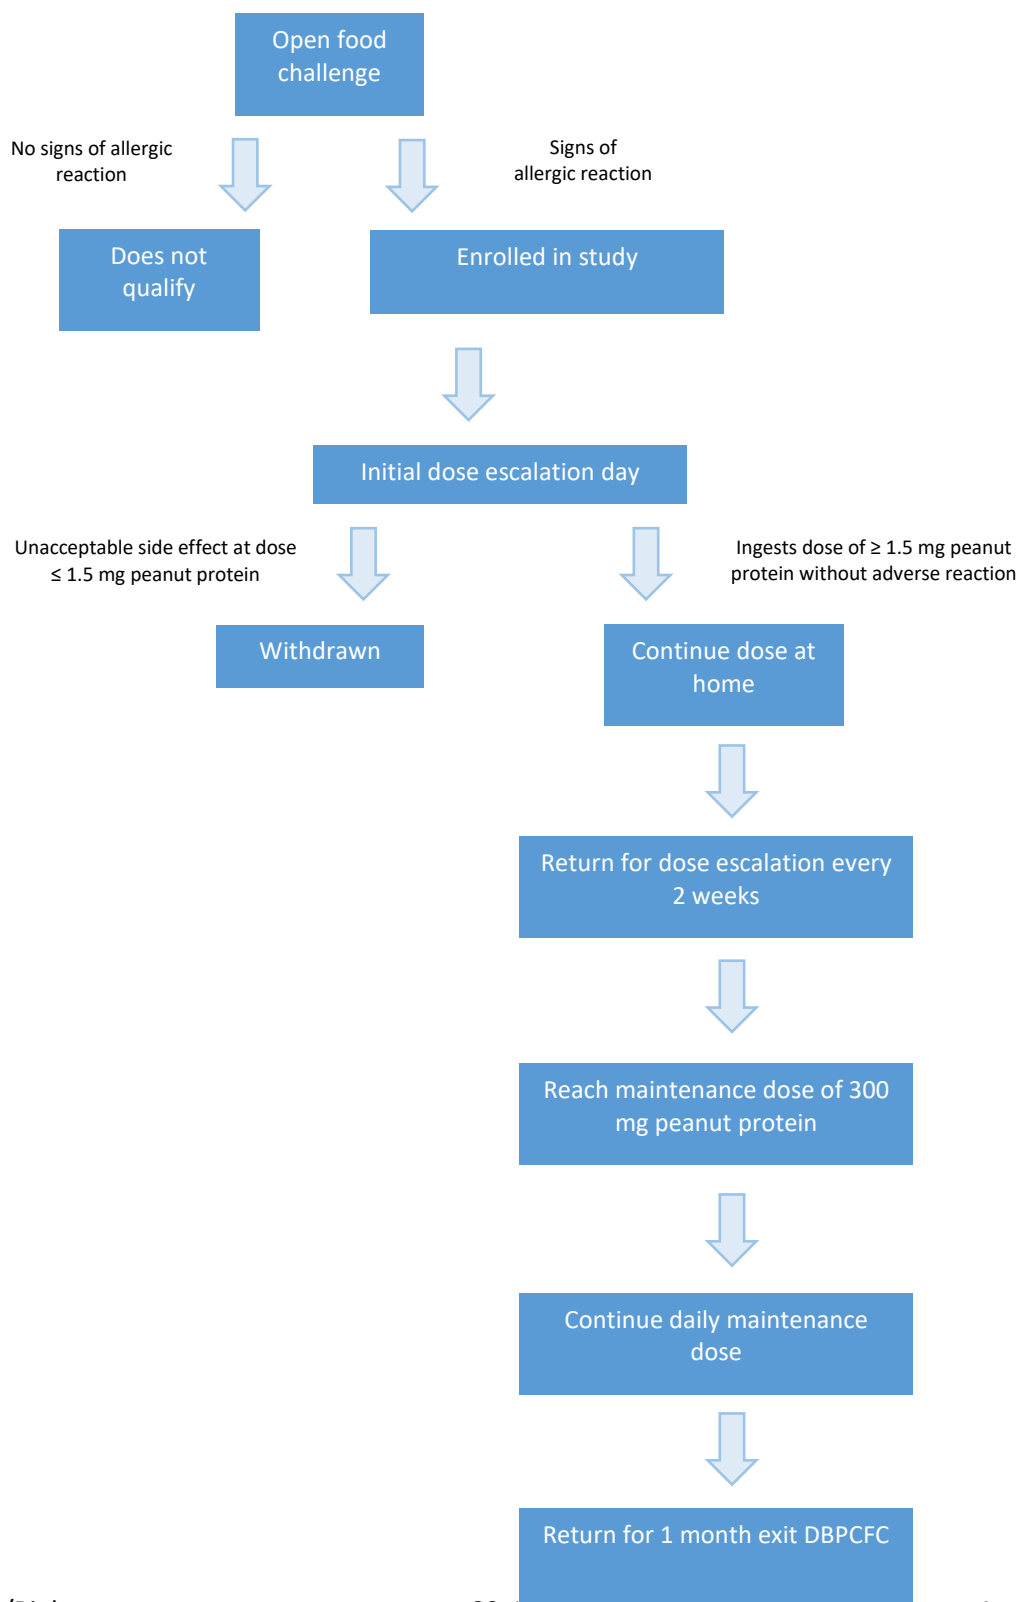 Open food
challenge
No signs of allergic
reaction
Signs of
allergic reaction
Does not
qualify
Enrolled in study
Initial dose escalation day
Unacceptable side effect at dose
≤ 1.5 mg peanut protein
Ingests dose of ≥ 1.5 mg peanut
protein without adverse reaction
Withdrawn
Continue dose at
home
Return for dose escalation every
2 weeks
Reach maintenance dose of 300
mg peanut protein
Continue daily maintenance
dose
Return for 1 month exit DBPCFC